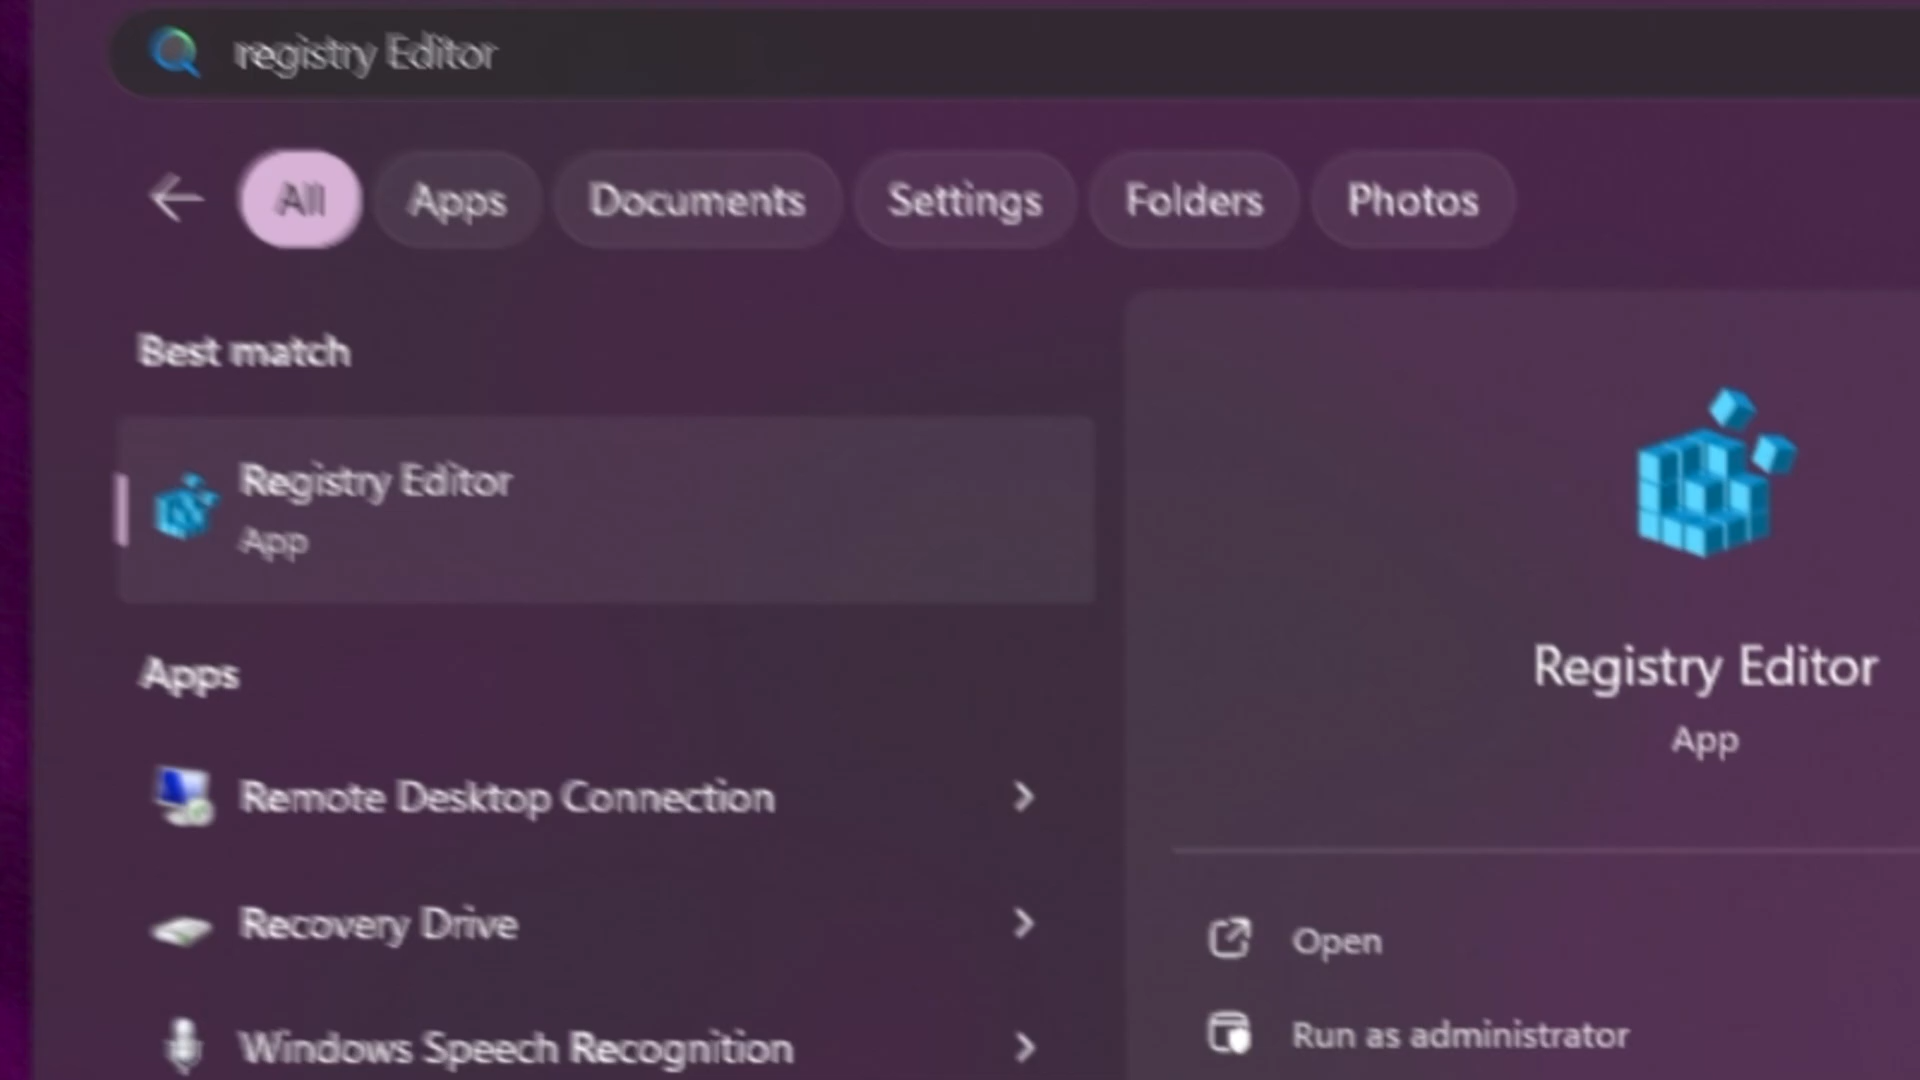 registry Editor
All Apps Documents Settings Folders Photos
Best match
Registry Editor
App
Apps
Remote Desktop Connection
Recovery Drive
Windows Speech Recognition
Registry Editor
App
Open
Run as administrator